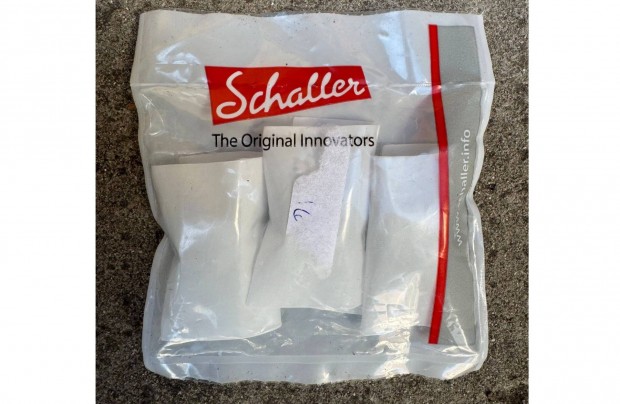 Schaller
The Original Innovators
www.schaller.info